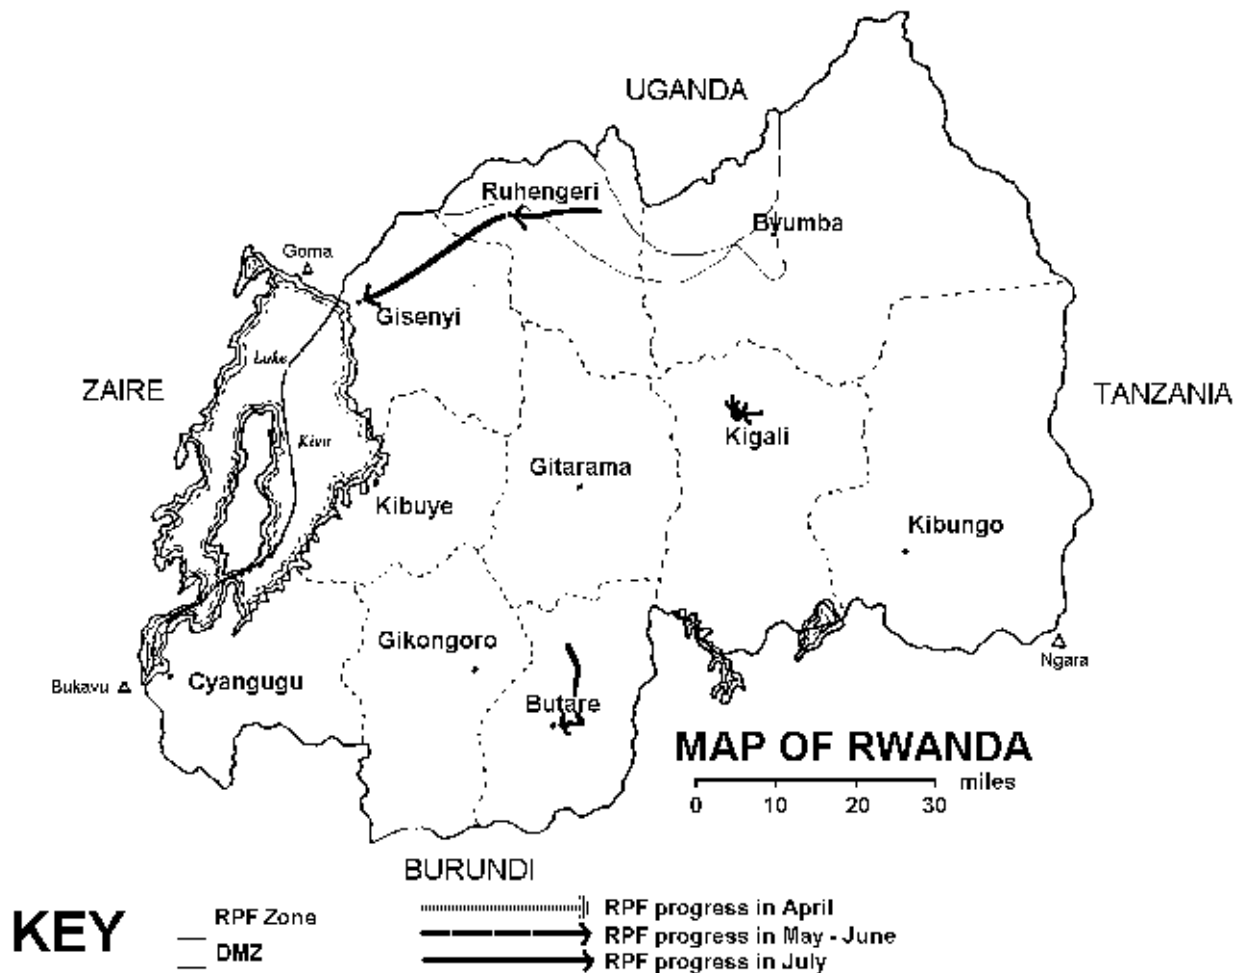 UGANDA
Ruhengeri
Byumba
Goma
Gisenyi
Lake
ZAIRE
TANZANIA
Kivu
Kigali
Gitarama
Kibuye
Kibungo
Gikongoro
Ngara
Bukavu
Cyangugu
Butare
MAP OF RWANDA
miles
0 10 20 30
BURUNDI
KEY
RPF Zone
DMZ
RPF progress in April
RPF progress in May - June
RPF progress in July